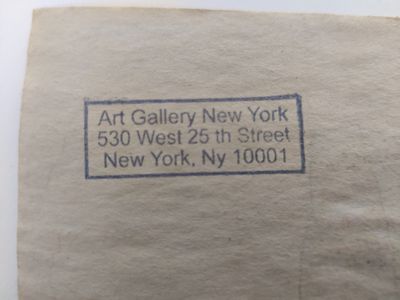 Art Gallery New York
530 West 25 th Street
New York, Ny 10001